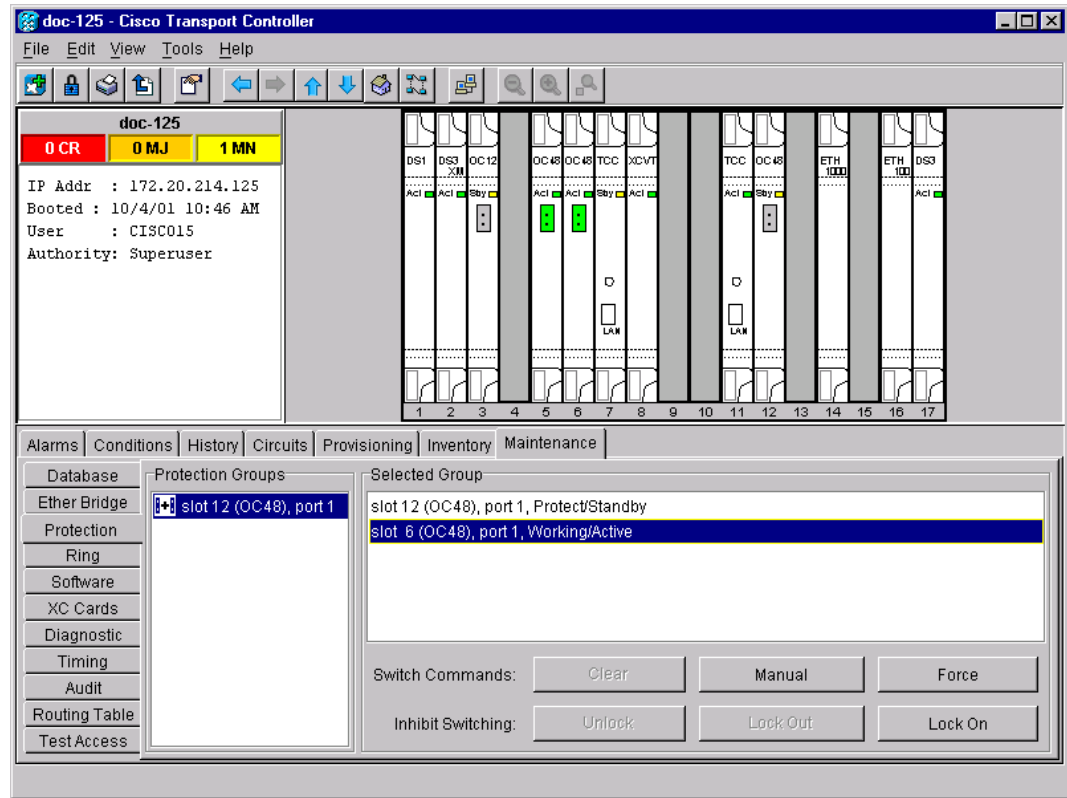 doc-125 - Cisco Transport Controller
File Edit View Tools Help
doc-125
0 CR 0 MJ 1 MN
IP Addr : 172.20.214.125
Booted : 10/4/01 10:46 AM
User : CISCO15
Authority: Superuser
DS1 DS3 XM OC12 OC48 OC48 TCC XCVT TCC OC48 ETH 1000 ETH 100 DS3
Act Act Sby Act Act Sby Act Act Sby Act
LAN LAN
1 2 3 4 5 6 7 8 9 10 11 12 13 14 15 16 17
Alarms Conditions History Circuits Provisioning Inventory Maintenance
Database
Ether Bridge
Protection
Ring
Software
XC Cards
Diagnostic
Timing
Audit
Routing Table
Test Access
Protection Groups
slot 12 (OC48), port 1
Selected Group
slot 12 (OC48), port 1, Protect/Standby
slot 6 (OC48), port 1, Working/Active
Switch Commands: Clear Manual Force
Inhibit Switching: Unlock Lock Out Lock On